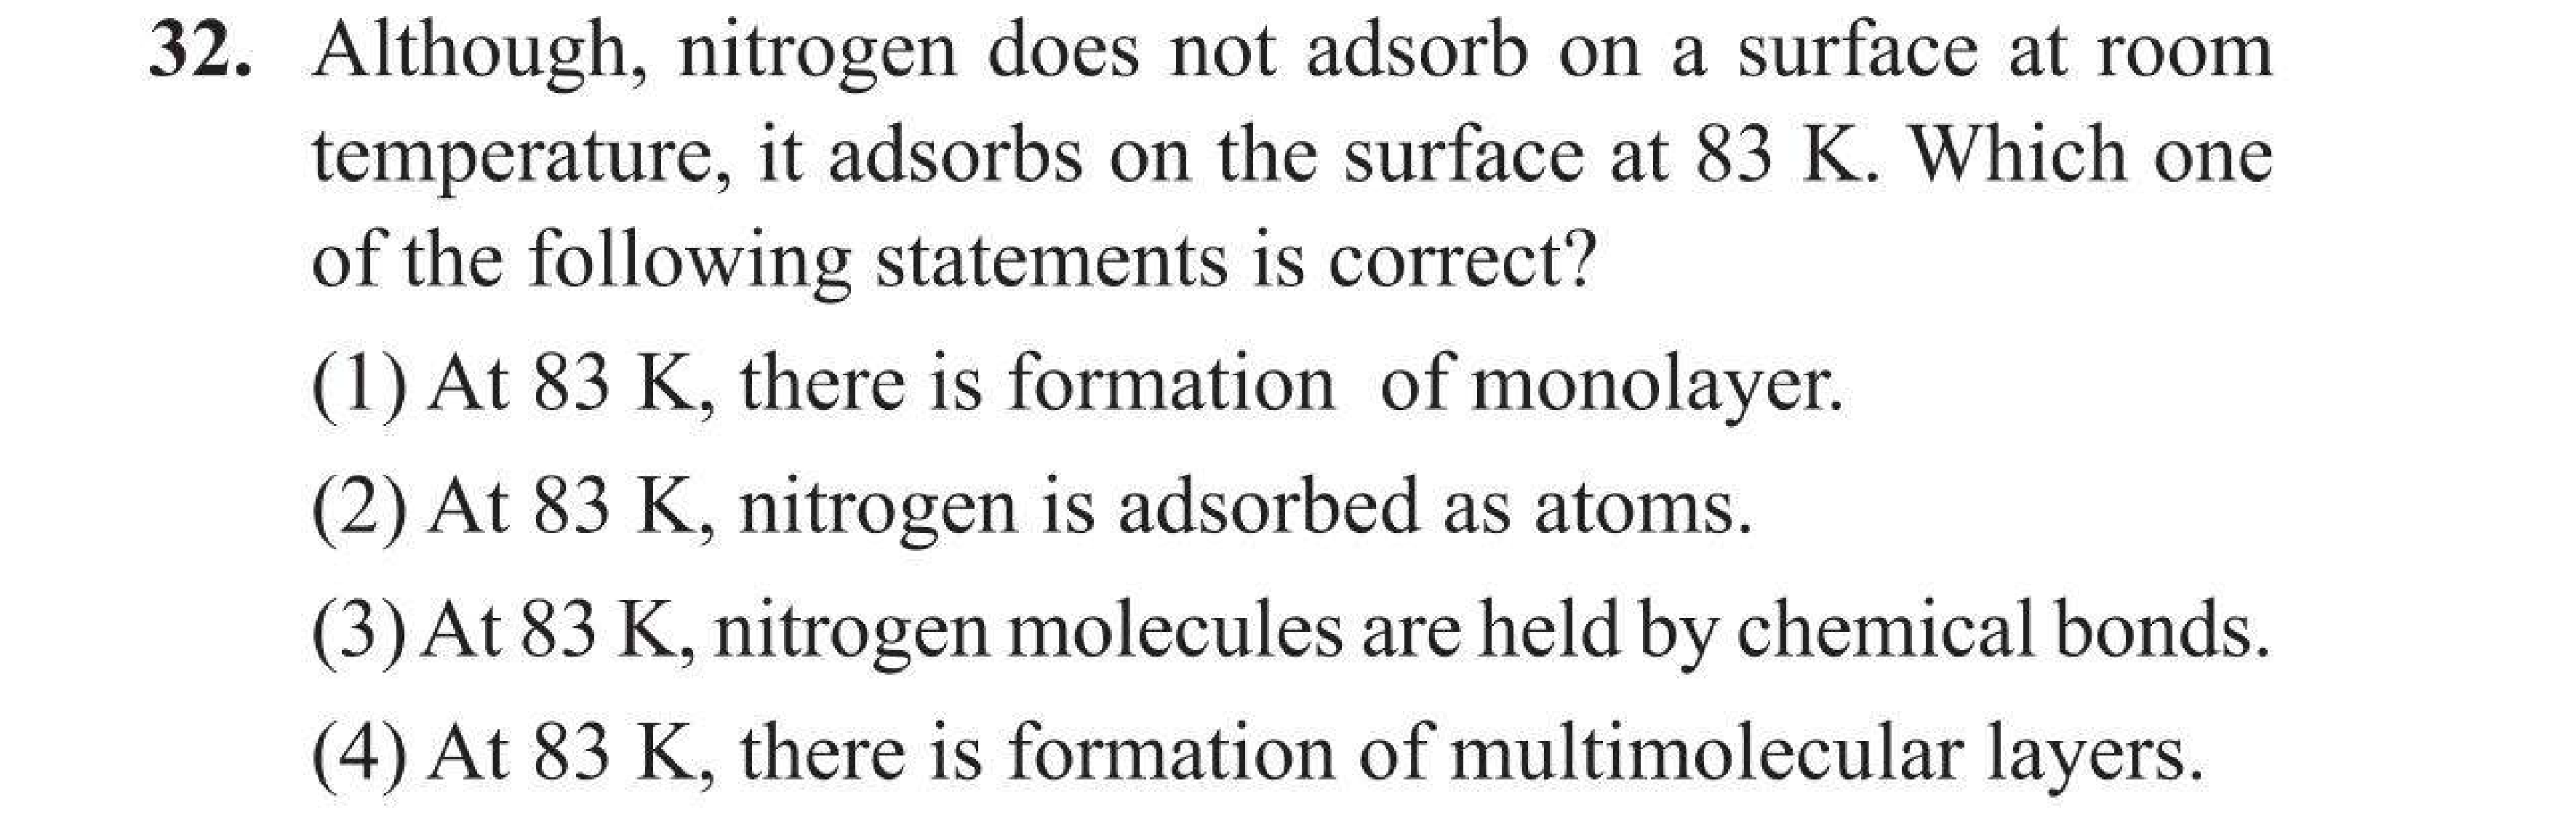 32. Although, nitrogen does not adsorb on a surface at room
temperature, it adsorbs on the surface at 83 K. Which one
of the following statements is correct?
(1) At 83 K, there is formation of monolayer.
(2) At 83 K, nitrogen is adsorbed as atoms.
(3) At 83 K, nitrogen molecules are held by chemical bonds.
(4) At 83 K, there is formation of multimolecular layers.